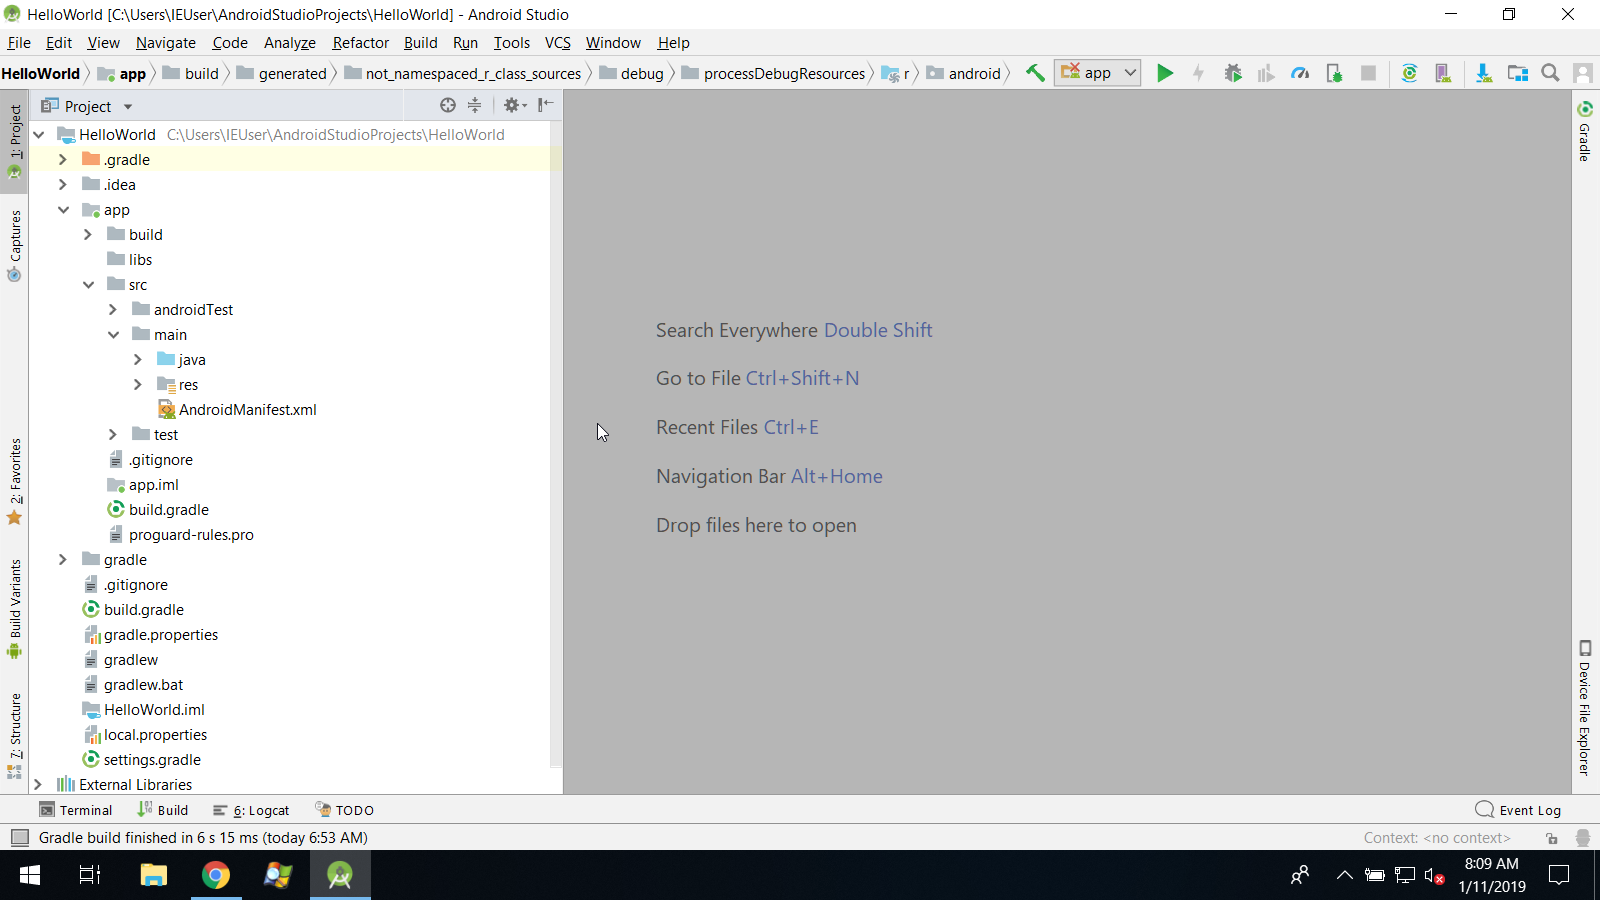 HelloWorld [C:\Users\IEUser\AndroidStudioProjects\HelloWorld] - Android Studio
File Edit View Navigate Code Analyze Refactor Build Run Tools VCS Window Help
HelloWorld app build generated not_namespaced_r_class_sources debug processDebugResources r android app
Project
HelloWorld C:\Users\IEUser\AndroidStudioProjects\HelloWorld
.gradle
.idea
app
build
libs
src
androidTest
main
java
res
AndroidManifest.xml
test
.gitignore
app.iml
build.gradle
proguard-rules.pro
gradle
.gitignore
build.gradle
gradle.properties
gradlew
gradlew.bat
HelloWorld.iml
local.properties
settings.gradle
External Libraries
1: Project
Captures
2: Favorites
Build Variants
7: Structure
Search Everywhere Double Shift
Go to File Ctrl+Shift+N
Recent Files Ctrl+E
Navigation Bar Alt+Home
Drop files here to open
Gradle
Device File Explorer
Terminal Build 6: Logcat TODO Event Log
Gradle build finished in 6 s 15 ms (today 6:53 AM) Context: <no context>
8:09 AM
1/11/2019